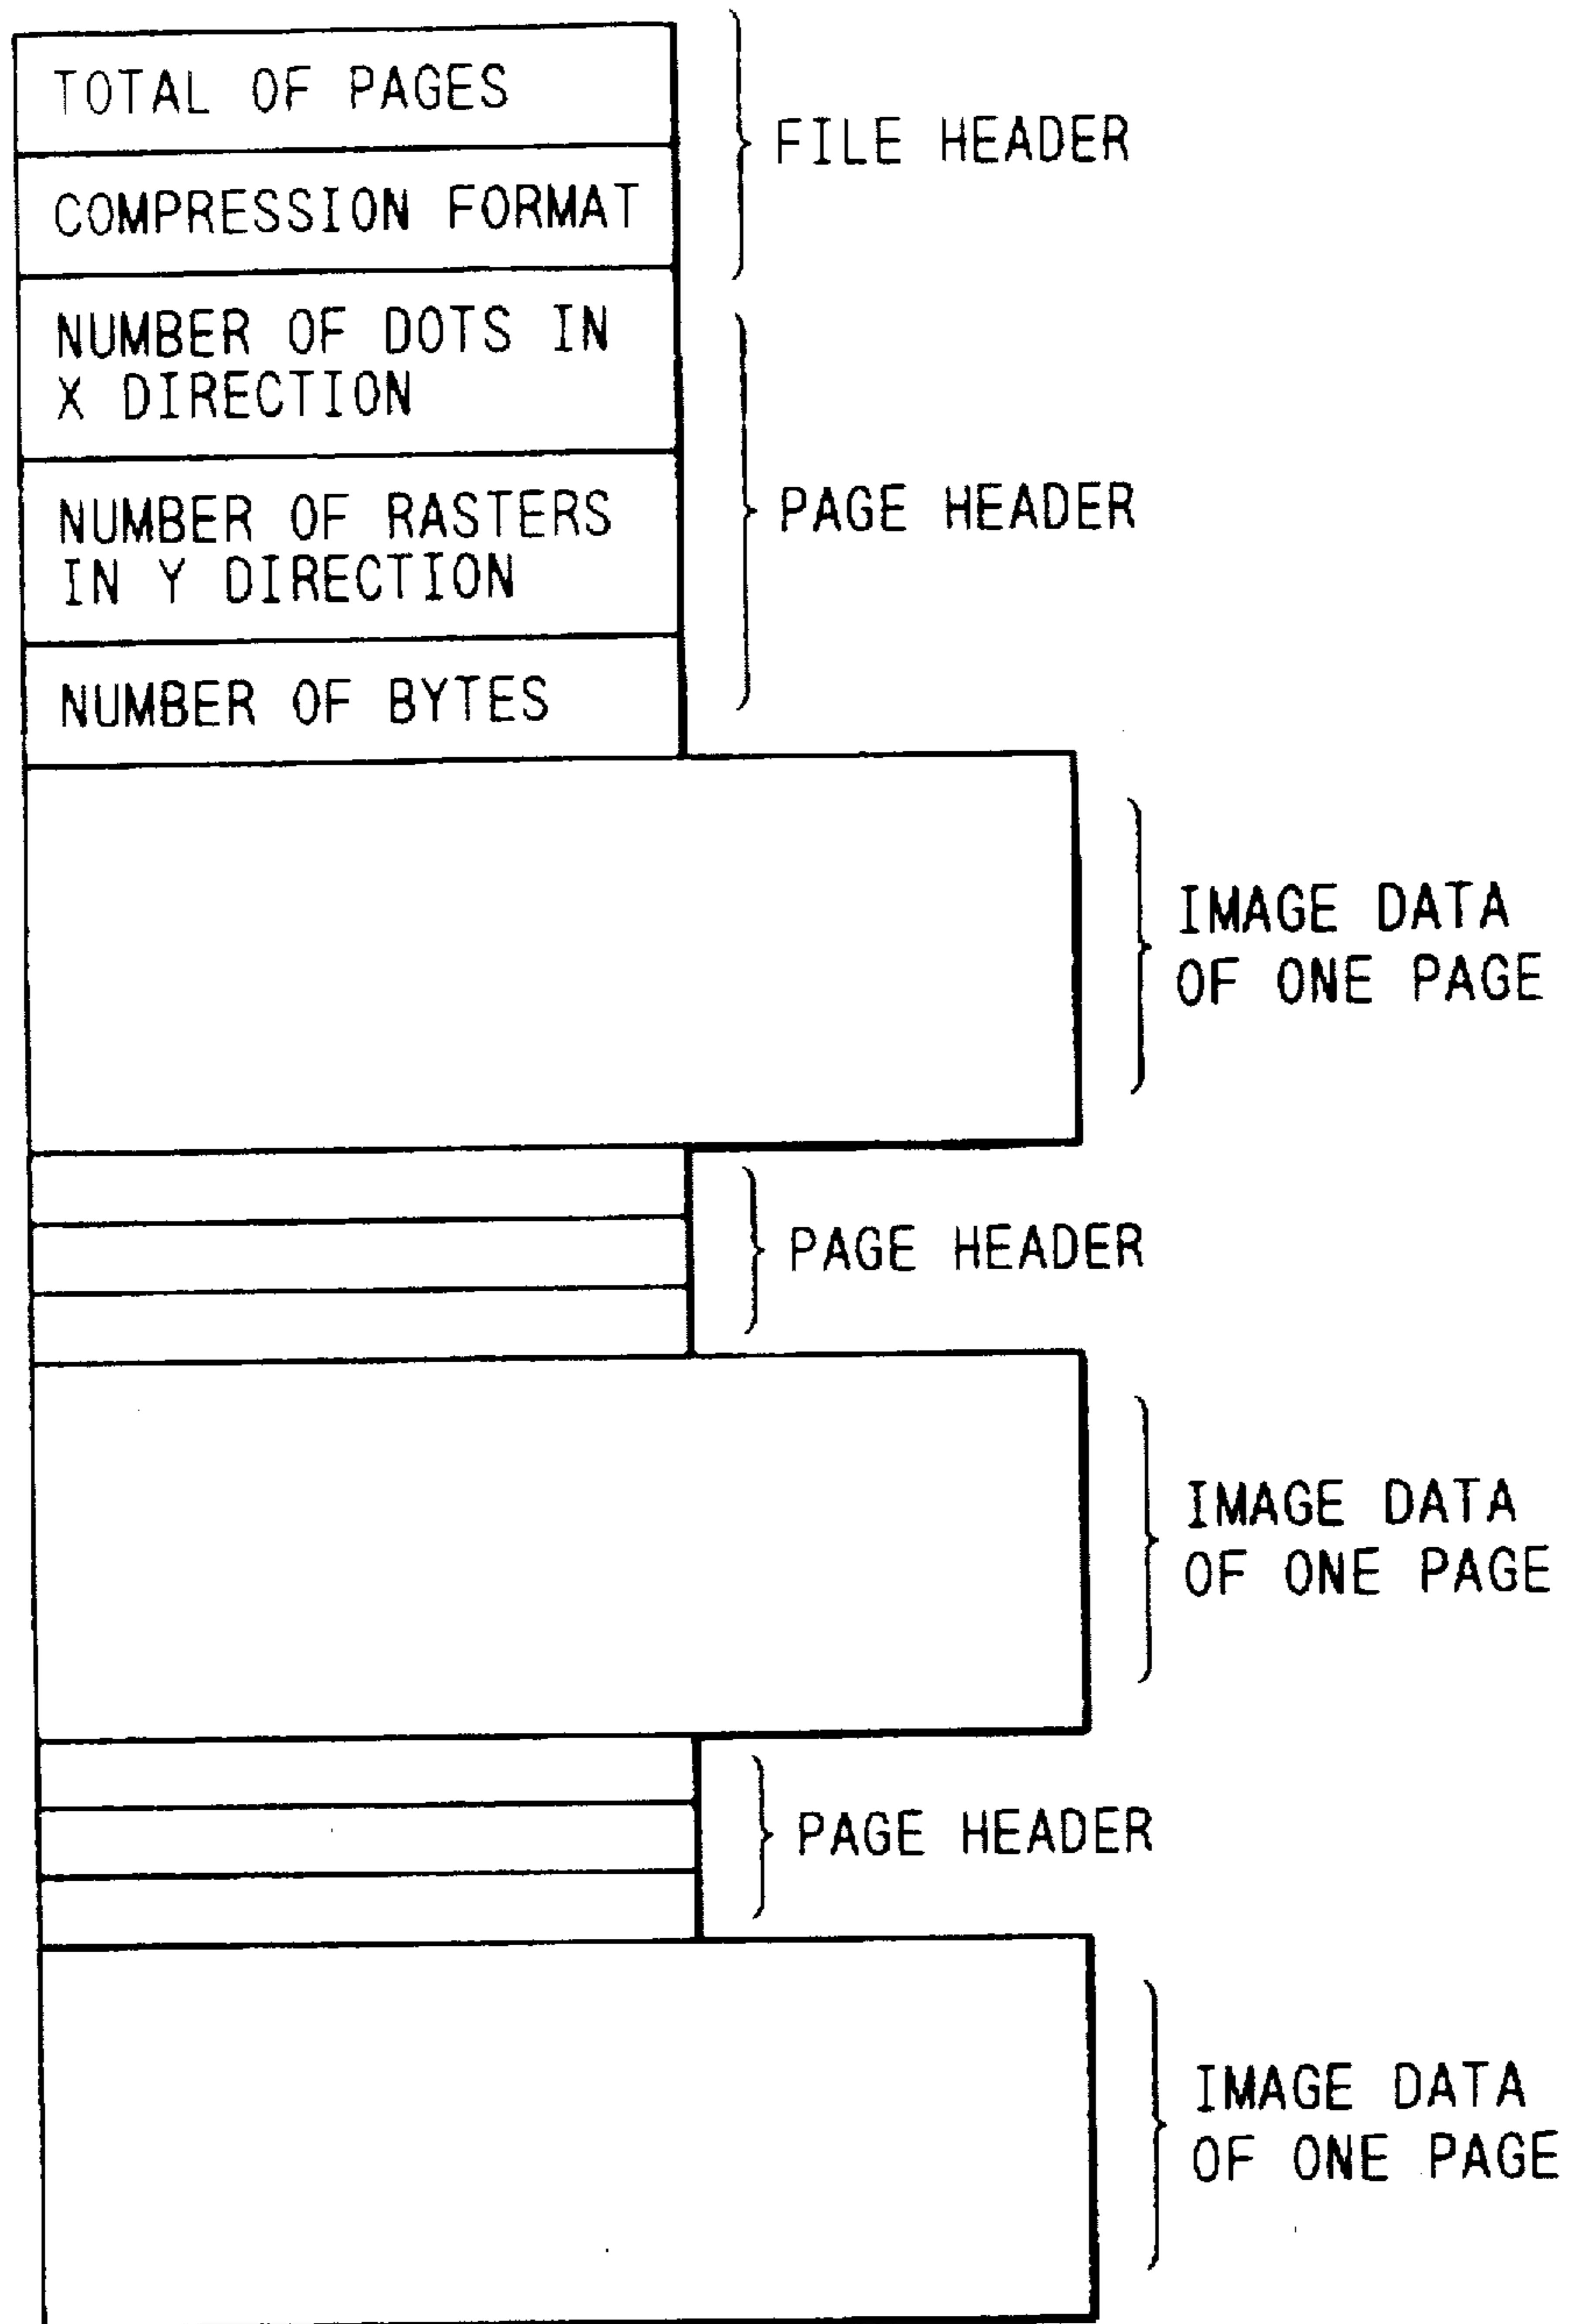 TOTAL OF PAGES
COMPRESSION FORMAT
FILE HEADER
NUMBER OF DOTS IN
X DIRECTION
NUMBER OF RASTERS
IN Y DIRECTION
NUMBER OF BYTES
PAGE HEADER
IMAGE DATA
OF ONE PAGE
PAGE HEADER
IMAGE DATA
OF ONE PAGE
PAGE HEADER
IMAGE DATA
OF ONE PAGE